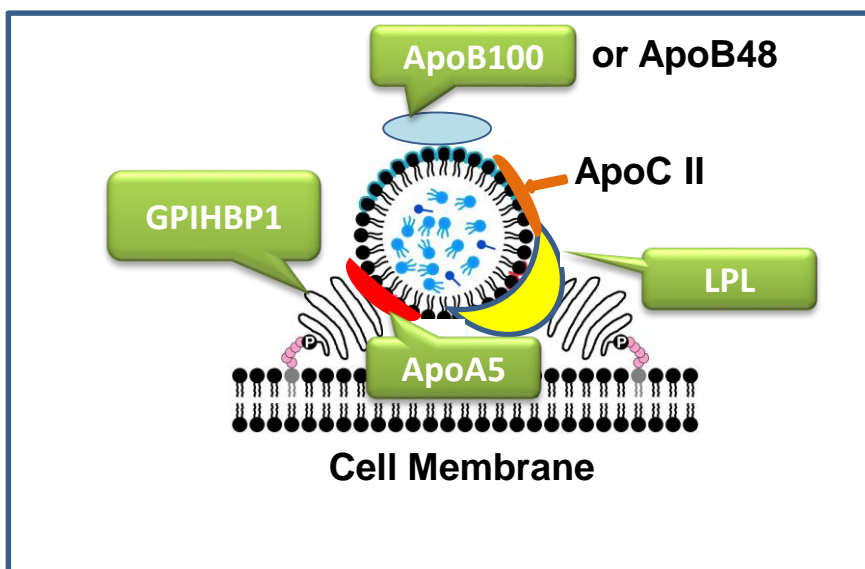 ApoB100 or ApoB48
ApoC II
GPIHBP1
LPL
P P
ApoA5
Cell Membrane